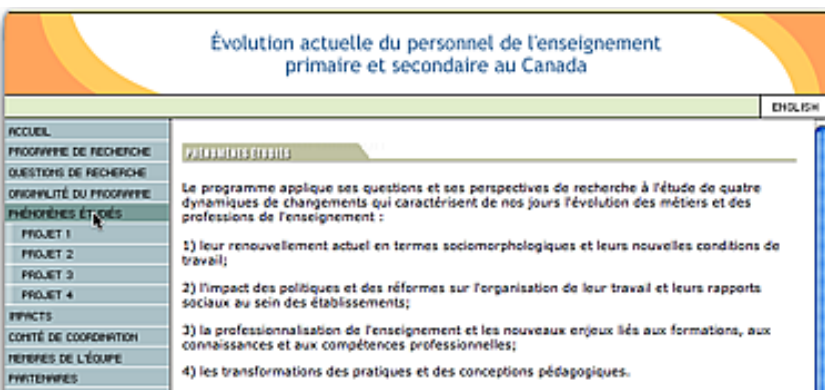 Évolution actuelle du personnel de l'enseignement
primaire et secondaire au Canada
ENGLISH
ACCUEIL
PROGRAMME DE RECHERCHE
QUESTIONS DE RECHERCHE
ORIGINALITÉ DU PROGRAMME
PHÉNOMÈNES ÉTUDIÉS
PROJET 1
PROJET 2
PROJET 3
PROJET 4
IMPACTS
COMITÉ DE COORDINATION
MEMBRES DE L'ÉQUIPE
PARTENAIRES
PHÉNOMÈNES ÉTUDIÉS
Le programme applique ses questions et ses perspectives de recherche à l'étude de quatre
dynamiques de changements qui caractérisent de nos jours l'évolution des métiers et des
professions de l'enseignement :
1) leur renouvellement actuel en termes sociomorphologiques et leurs nouvelles conditions de
travail;
2) l'impact des politiques et des réformes sur l'organisation de leur travail et leurs rapports
sociaux au sein des établissements;
3) la professionnalisation de l'enseignement et les nouveaux enjeux liés aux formations, aux
connaissances et aux compétences professionnelles;
4) les transformations des pratiques et des conceptions pédagogiques.